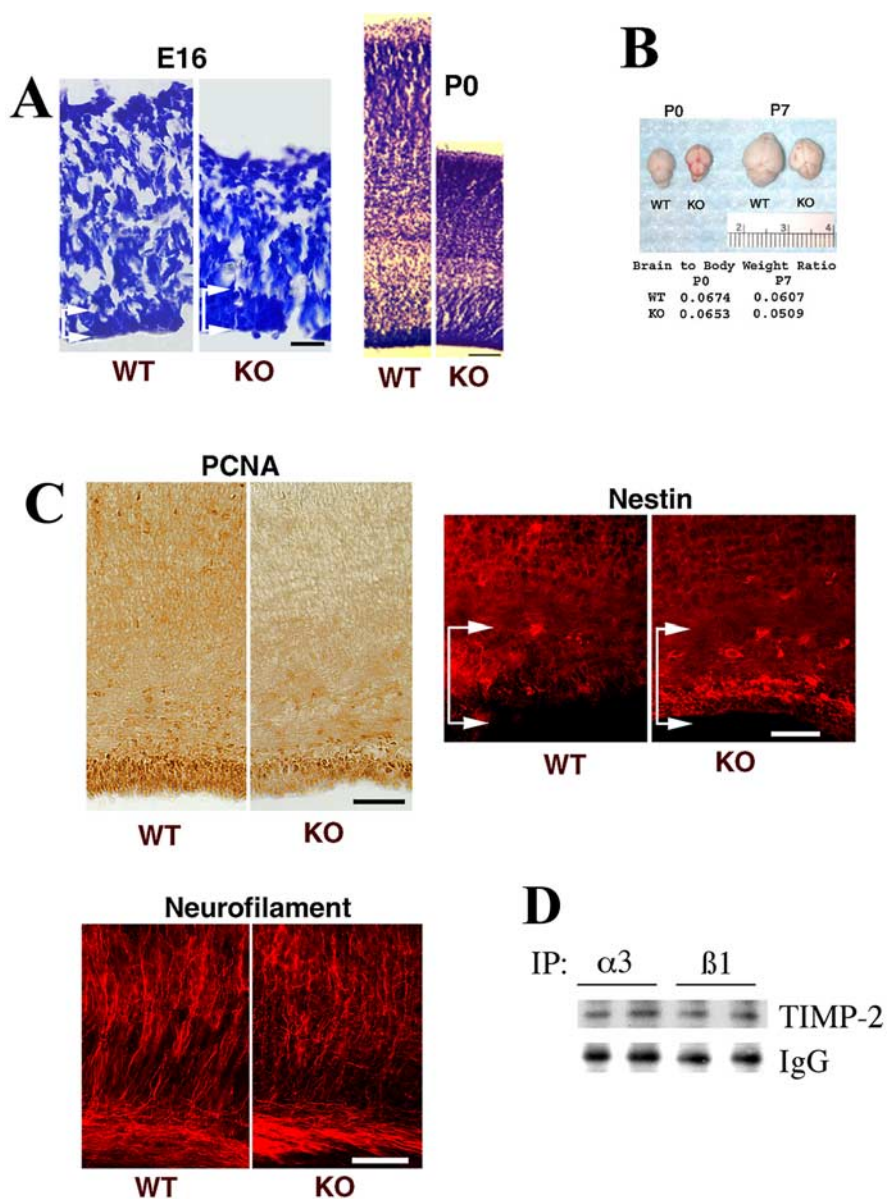 A
E16
WT
KO
P0
WT
KO
B
P0 P7
WT KO WT KO
2 3 4
Brain to Body Weight Ratio
P0 P7
WT 0.0674 0.0607
KO 0.0653 0.0509
C
PCNA
WT
KO
Nestin
WT
KO
Neurofilament
WT
KO
D
IP: α3 ß1
TIMP-2
IgG